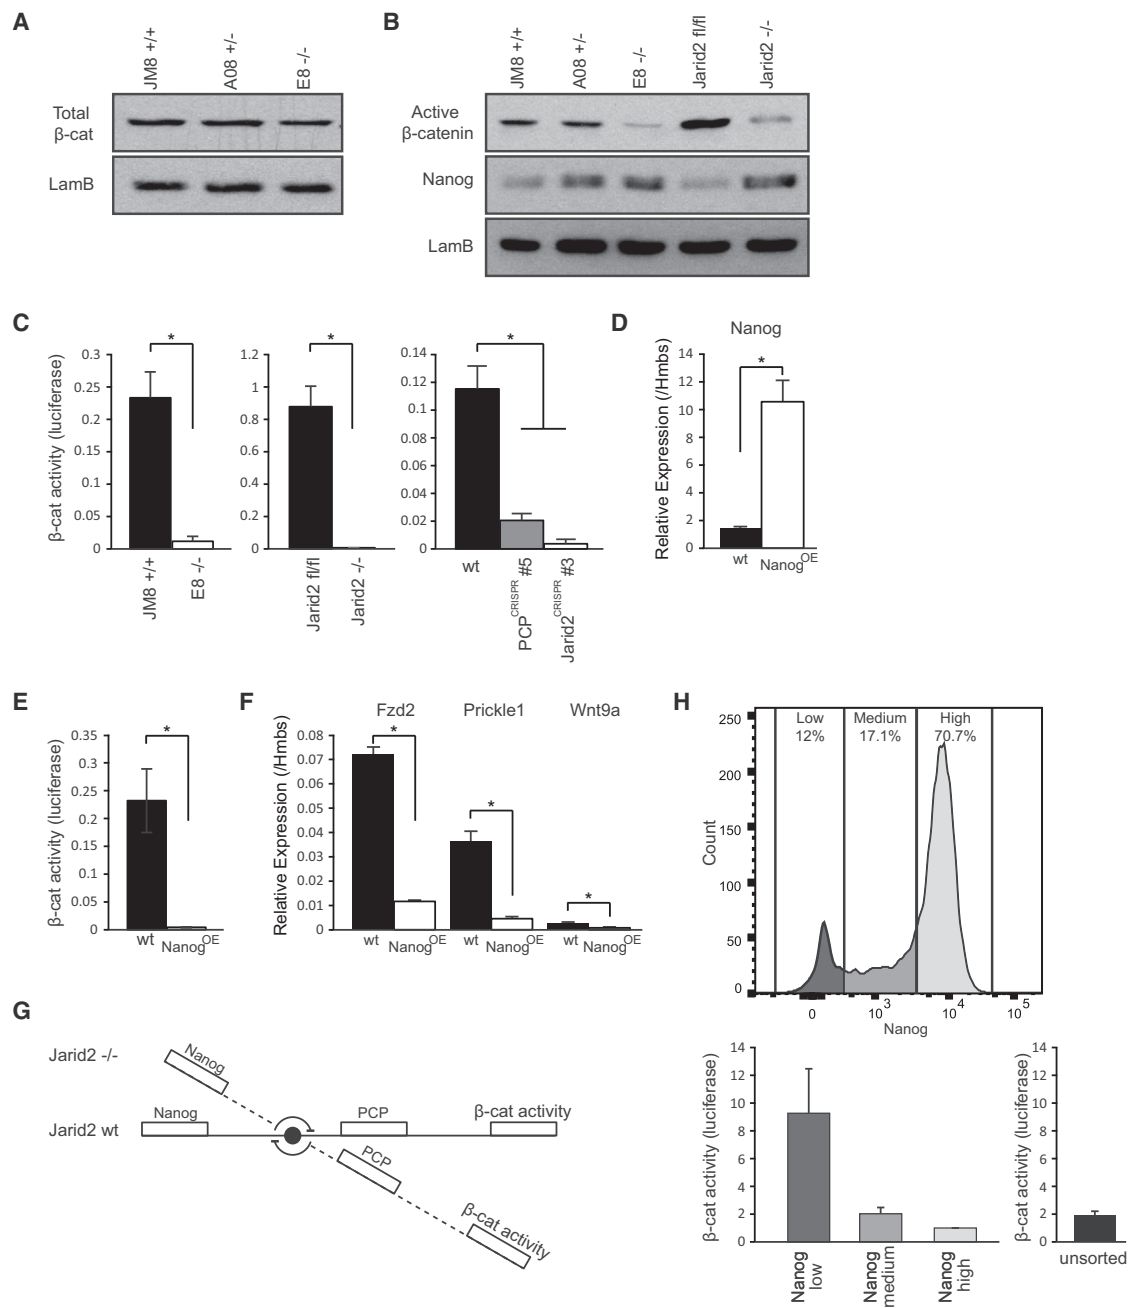 A
JM8 +/+
A08 +/-
E8 -/-
Total
β-cat
LamB
B
JM8 +/+
A08 +/-
E8 -/-
Jarid2 fl/fl
Jarid2 -/-
Active
β-catenin
Nanog
LamB
C
β-cat activity (luciferase)
0.3
0.25
0.2
0.15
0.1
0.05
0
*
JM8 +/+
E8 -/-
1.2
1
0.8
0.6
0.4
0.2
0
*
Jarid2 fl/fl
Jarid2 -/-
0.14
0.12
0.1
0.08
0.06
0.04
0.02
0
*
wt
PCP CRISPR #5
Jarid2 CRISPR #3
D
Nanog
Relative Expression (/Hmbs)
14
12
10
8
6
4
2
0
*
wt
Nanog OE
E
β-cat activity (luciferase)
0.35
0.3
0.25
0.2
0.15
0.1
0.05
0
*
wt
Nanog OE
F
Fzd2
Prickle1
Wnt9a
Relative Expression (/Hmbs)
0.08
0.07
0.06
0.05
0.04
0.03
0.02
0.01
0
*
*
*
wt
Nanog OE
wt
Nanog OE
wt
Nanog OE
G
Jarid2 -/-
Nanog
Jarid2 wt
Nanog
PCP
β-cat activity
PCP
β-cat activity
H
Low
12%
Medium
17.1%
High
70.7%
Count
250
200
150
100
50
0
0
10 3
10 4
10 5
Nanog
β-cat activity (luciferase)
14
12
10
8
6
4
2
0
Nanog
low
Nanog
medium
Nanog
high
β-cat activity (luciferase)
14
12
10
8
6
4
2
0
unsorted